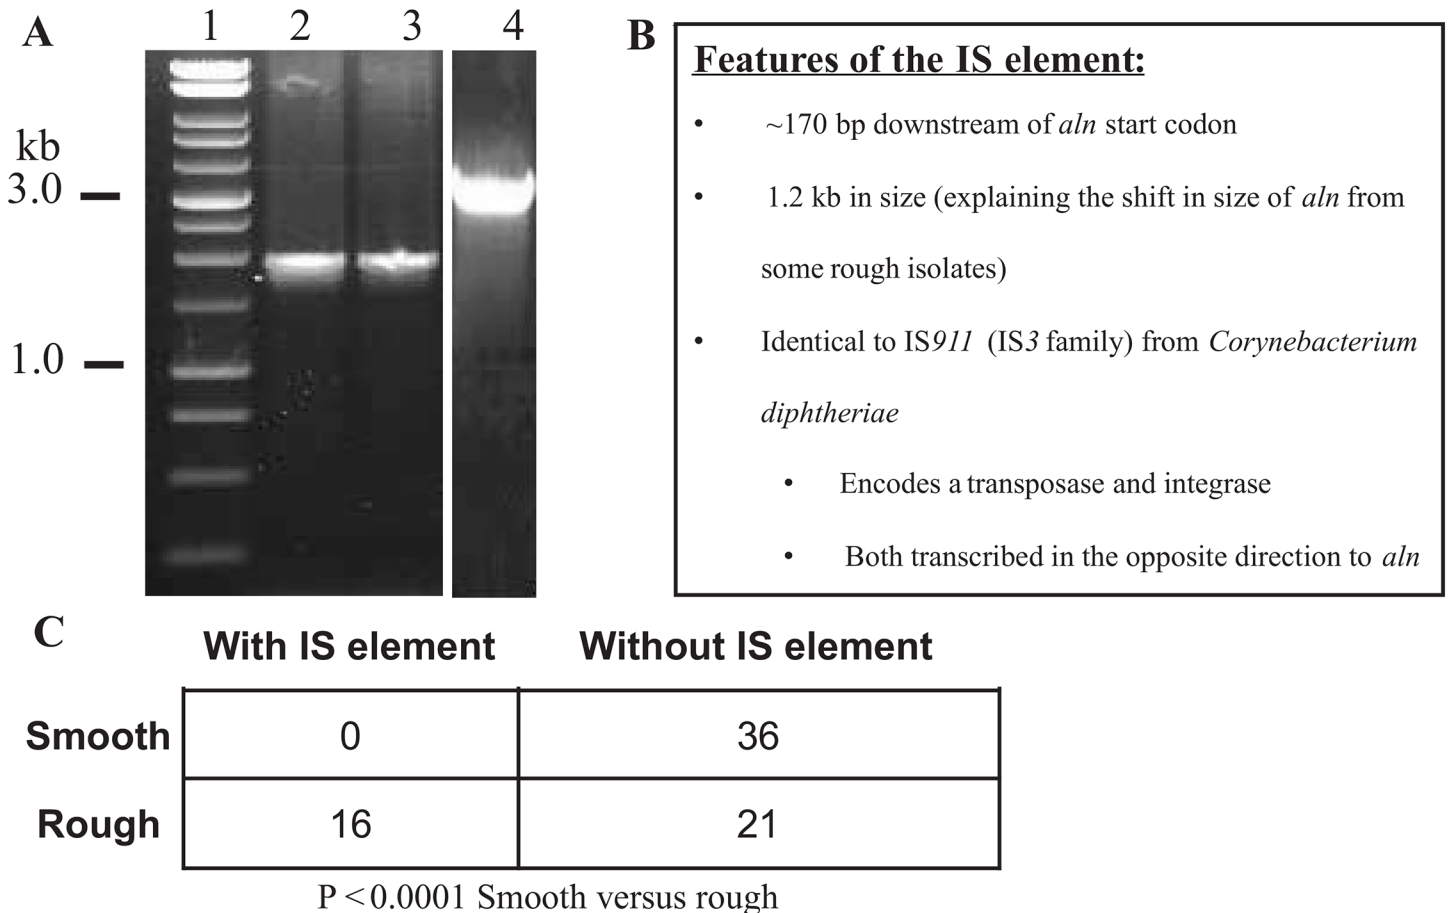 A
1 2 3 4
kb
3.0
1.0
B
Features of the IS element:
• ~170 bp downstream of aln start codon
• 1.2 kb in size (explaining the shift in size of aln from
some rough isolates)
• Identical to IS911 (IS3 family) from Corynebacterium
diphtheriae
• Encodes a transposase and integrase
• Both transcribed in the opposite direction to aln
C
With IS element Without IS element
Smooth 0 36
Rough 16 21
P < 0.0001 Smooth versus rough